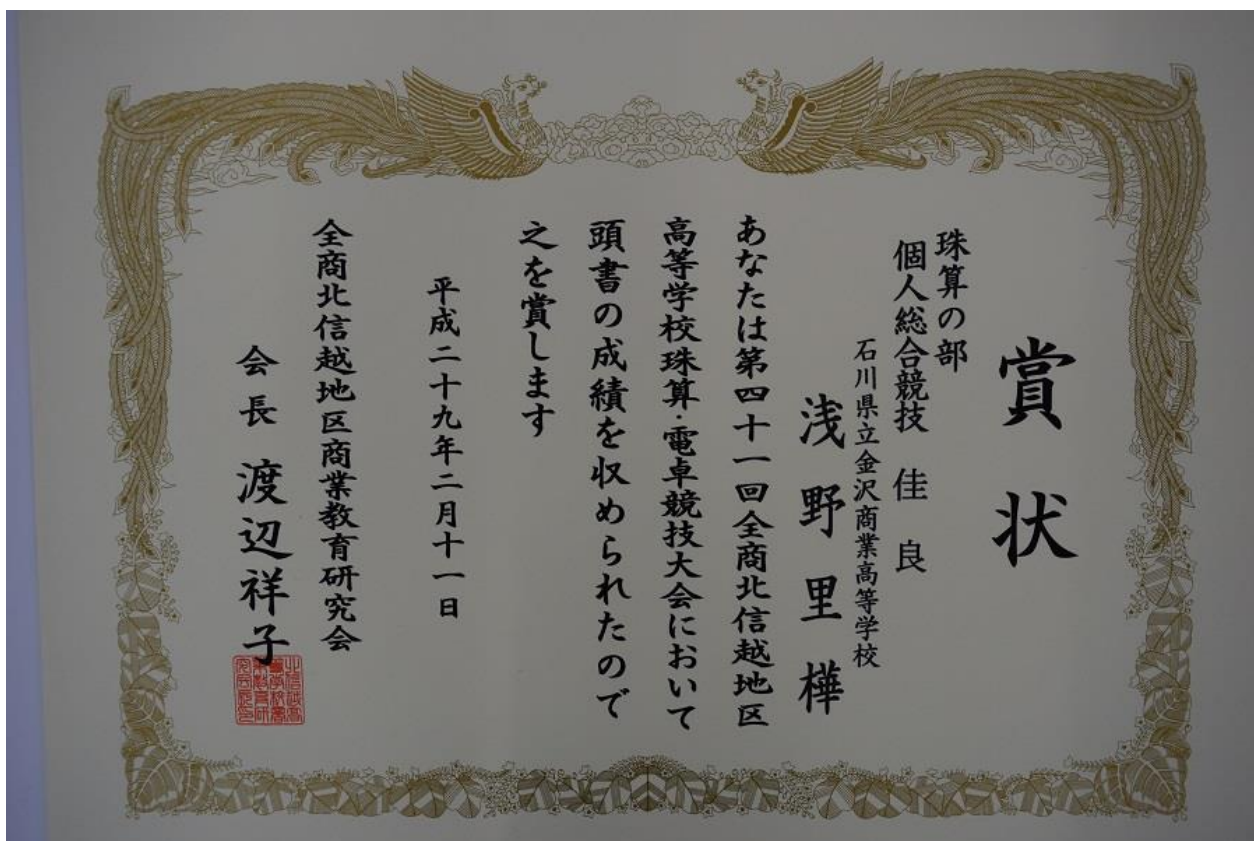 賞状
珠算の部
個人総合競技 佳良
石川県立金沢商業高等学校
浅野里樺
あなたは第四十一回全商北信越地区
高等学校珠算・電卓競技大会において
頭書の成績を収められたので
之を賞します
平成二十九年二月十一日
全商北信越地区商業教育研究会
会長 渡辺祥子